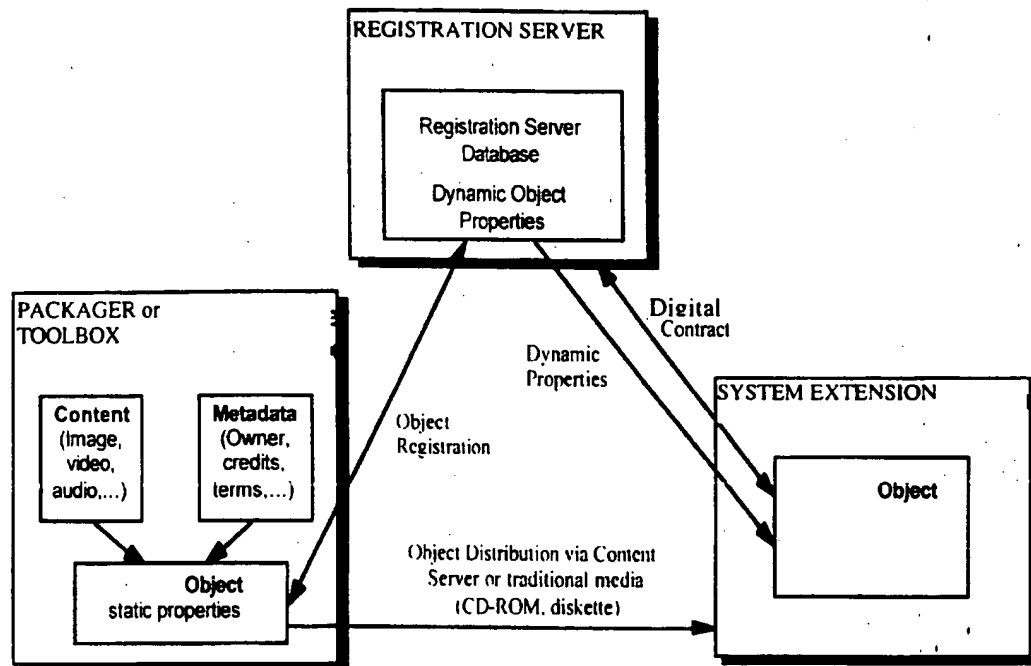 REGISTRATION SERVER
Registration Server
Database
Dynamic Object
Properties
PACKAGER or
TOOLBOX
Content
(Image,
video,
audio,...)
Metadata
(Owner,
credits,
terms,...)
Object
static properties
Object
Registration
Dynamic
Properties
Digital
Contract
Object Distribution via Content
Server or traditional media
(CD-ROM, diskette)
SYSTEM EXTENSION
Object